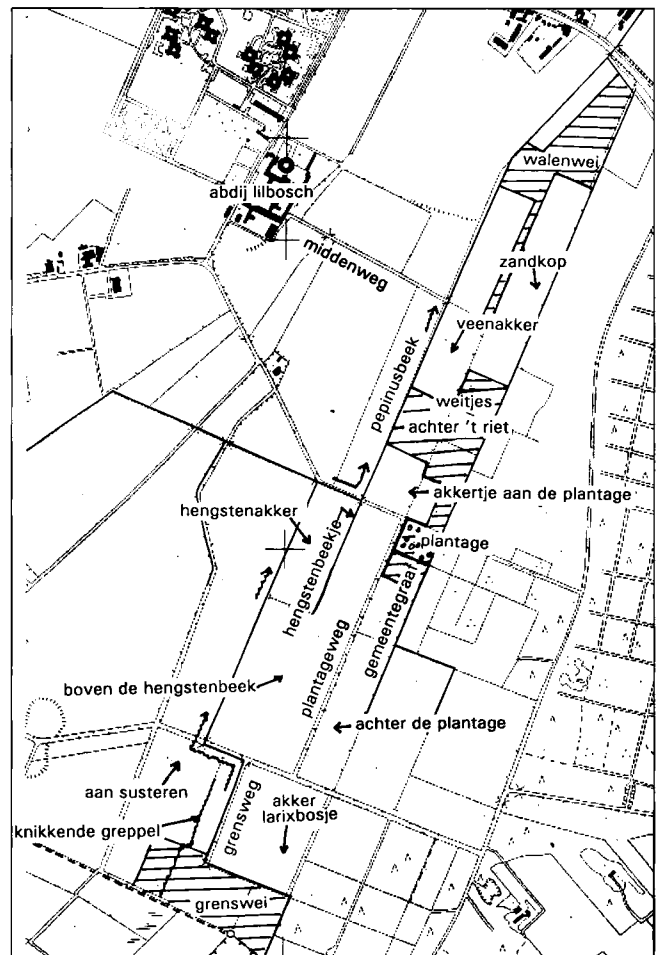 walenwei
abdij lilbosch
middenweg
zandkop
veenakker
pepinusbeek
weitjes
achter 't riet
akkertje aan de plantage
hengstenakker
hengstenbeekje
plantage
gemeentegraaf
plantageweg
boven de hengstenbeek
achter de plantage
aan susteren
grensweg
akker
larixbosje
knikkende greppel
grenswei